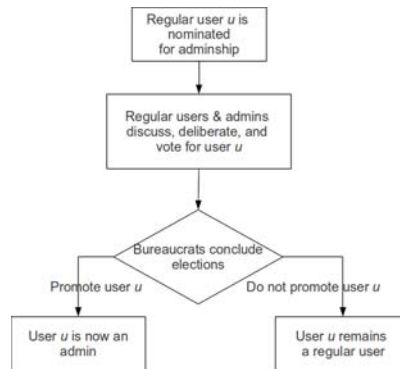 Regular user u is
nominated
for adminship
Regular users & admins
discuss, deliberate, and
vote for user u
Bureaucrats conclude
elections
Promote user u
Do not promote user u
User u is now an
admin
User u remains
a regular user